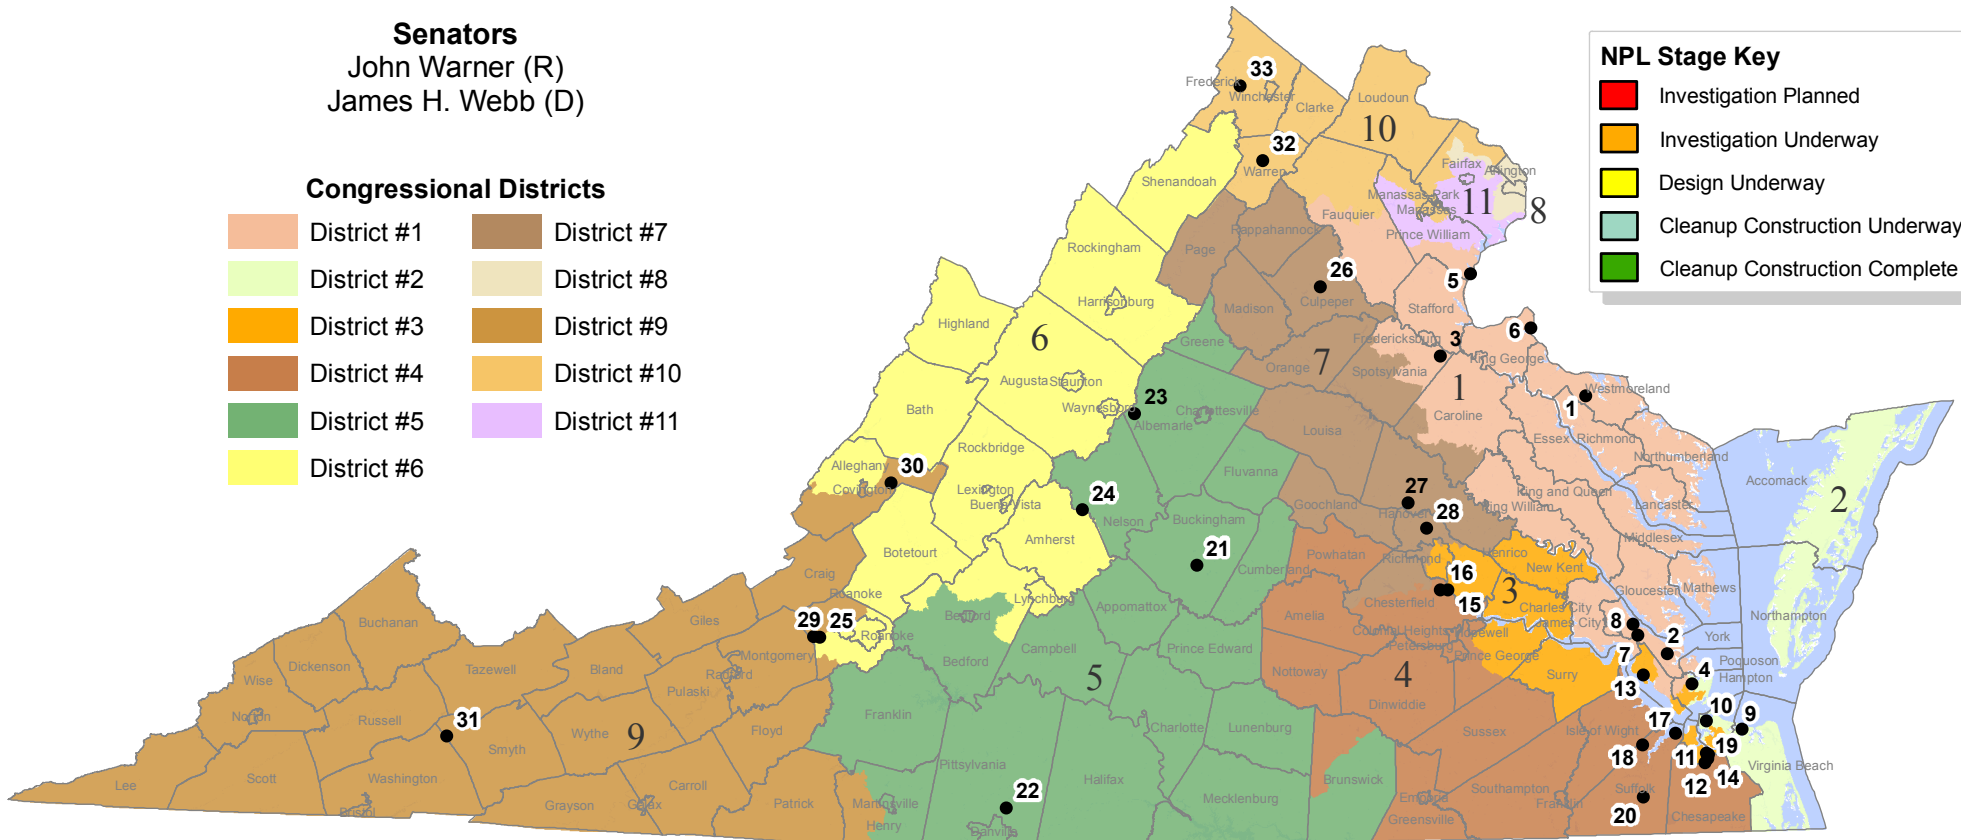 Senators
John Warner (R)
James H. Webb (D)
Congressional Districts
District #1
District #2
District #3
District #4
District #5
District #6
District #7
District #8
District #9
District #10
District #11
NPL Stage Key
Investigation Planned
Investigation Underway
Design Underway
Cleanup Construction Underway
Cleanup Construction Complete
33
Frederick
Winchester
Clarke
Loudoun
10
32
Warren
Fairfax
Arlington
Shenandoah
Manassas Park
Manassas
11
8
Fauquier
Prince William
Rappahannock
Page
Rockingham
26
5
Culpeper
Harrisonburg
Madison
Stafford
Highland
6
Greene
Fredericksburg
3
6
King George
Orange
7
Spotsylvania
Augusta
Staunton
1
Westmoreland
Bath
Waynesboro
23
Charlottesville
Albemarle
Caroline
1
Louisa
Essex
Richmond
Rockbridge
Northumberland
Alleghany
30
Fluvanna
Accomack
2
Covington
Lexington
Buena Vista
24
27
King and Queen
Nelson
Buckingham
Goochland
Hanover
28
King William
Lancaster
Amherst
Middlesex
Botetourt
21
Powhatan
Richmond
Henrico
New Kent
Craig
Cumberland
Roanoke
Lynchburg
Appomattox
16
3
Gloucester
Mathews
Bedford
Amelia
Chesterfield
15
Charles City
James City
Northampton
29
25
Giles
Buchanan
Roanoke
Colonial Heights
Hopewell
Petersburg
8
2
York
Montgomery
Bedford
Campbell
Prince Edward
Prince George
7
Poquoson
Hampton
Dickenson
Tazewell
Bland
Radford
5
Nottoway
4
Surry
13
4
Wise
Pulaski
Dinwiddie
Norton
Russell
31
Franklin
Charlotte
Lunenburg
Sussex
Isle of Wight
17
10
9
Wythe
9
Floyd
Smyth
18
11
19
Lee
Scott
Washington
Carroll
Pittsylvania
Halifax
Brunswick
12
14
Virginia Beach
Bristol
Grayson
Galax
Patrick
Martinsville
22
Mecklenburg
Emporia
Southampton
Franklin
Suffolk
20
Henry
Danville
Greensville
Chesapeake